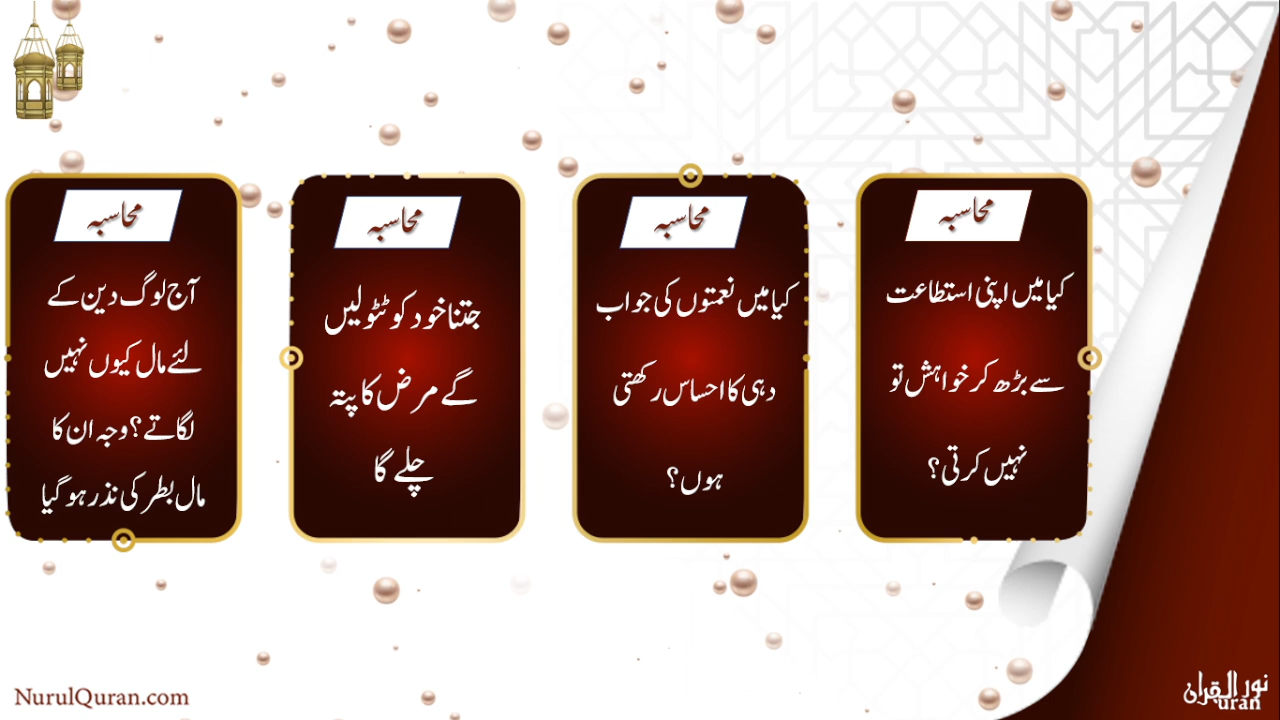 محاسبہ
کیا میں اپنی استطاعت
سے بڑھ کر خواہش تو
نہیں کرتی؟
محاسبہ
کیا میں نعمتوں کی جواب
دہی کا احساس رکھتی
ہوں؟
محاسبہ
جتنا خود کو ٹٹولیں
گے مرض کا پتہ
چلے گا
محاسبہ
آج لوگ دین کے
لئے مال کیوں نہیں
لگاتے؟ وجہ ان کا
مال بطر کی نذر ہو گیا
NurulQuran.com
نور القران
uran